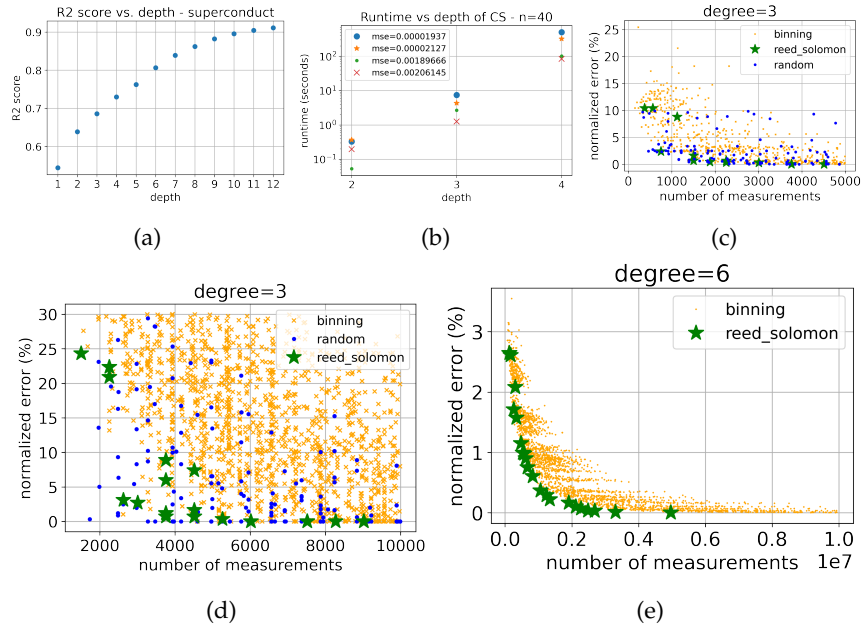 R2 score vs. depth - superconduct
R2 score
0.9
0.8
0.7
0.6
1 2 3 4 5 6 7 8 9 10 11 12
depth
(a)
Runtime vs depth of CS - n=40
runtime (seconds)
mse=0.00001937
mse=0.00002127
mse=0.00189666
mse=0.00206145
10²
10¹
10⁰
10⁻¹
2 3 4
depth
(b)
degree=3
normalized error (%)
binning
reed_solomon
random
25
20
15
10
5
0
0 1000 2000 3000 4000 5000
number of measurements
(c)
degree=3
normalized error (%)
binning
random
reed_solomon
30
25
20
15
10
5
0
2000 4000 6000 8000 10000
number of measurements
(d)
degree=6
normalized error (%)
binning
reed_solomon
3
2
1
0
0.0 0.2 0.4 0.6 0.8 1.0
number of measurements 1e7
(e)